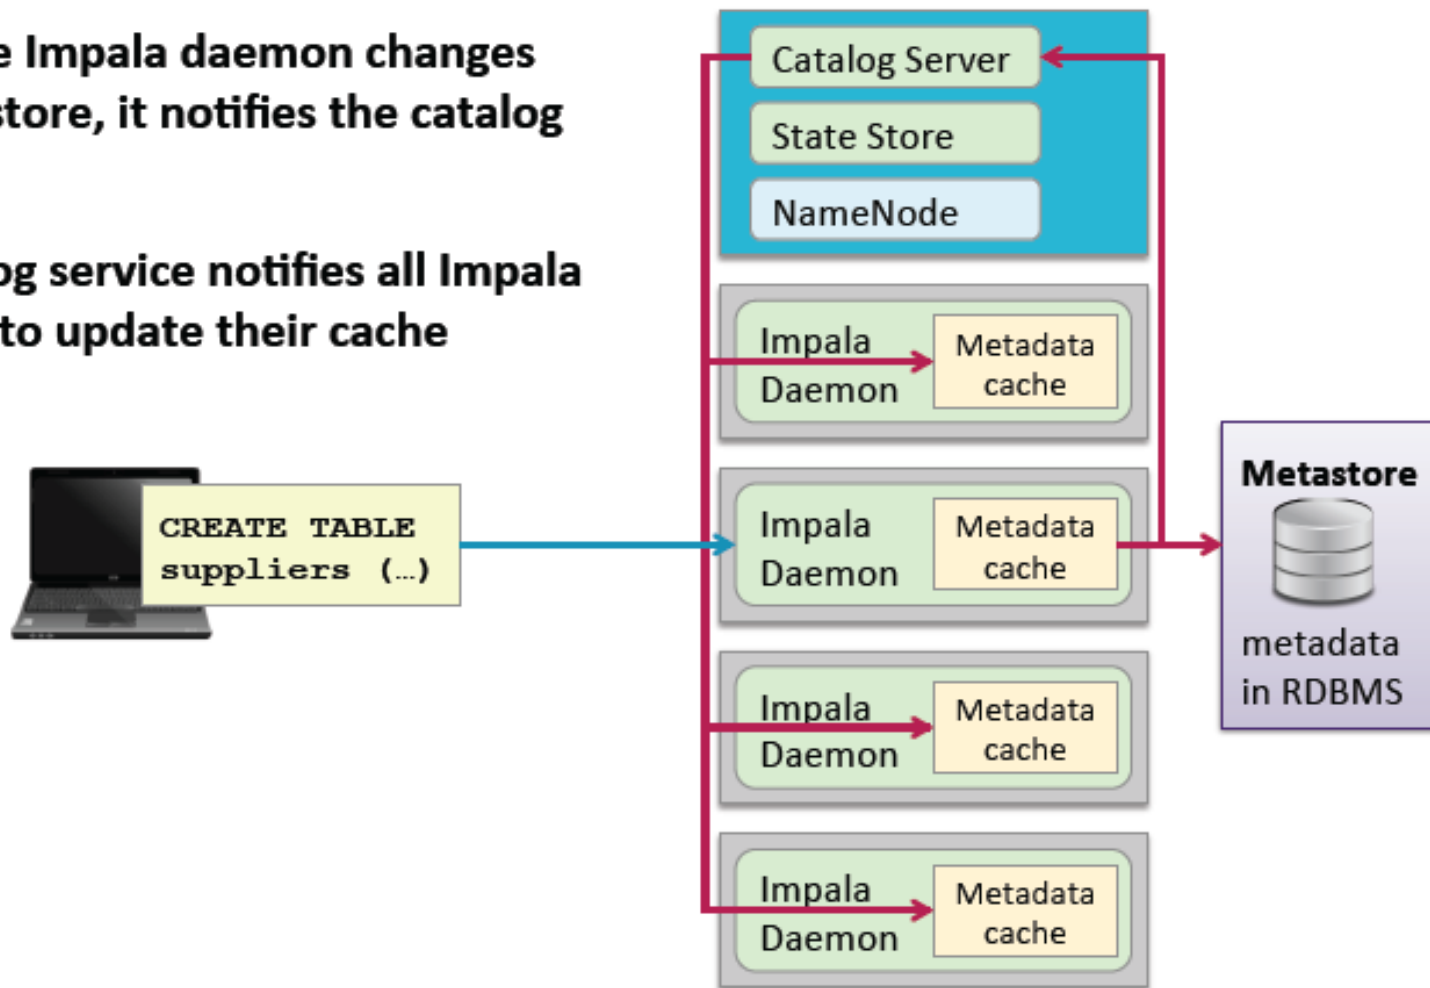 e Impala daemon changes
store, it notifies the catalog
og service notifies all Impala
to update their cache
CREATE TABLE
suppliers (…)
Catalog Server
State Store
NameNode
Impala
Daemon
Metadata
cache
Impala
Daemon
Metadata
cache
Impala
Daemon
Metadata
cache
Impala
Daemon
Metadata
cache
Metastore
metadata
in RDBMS